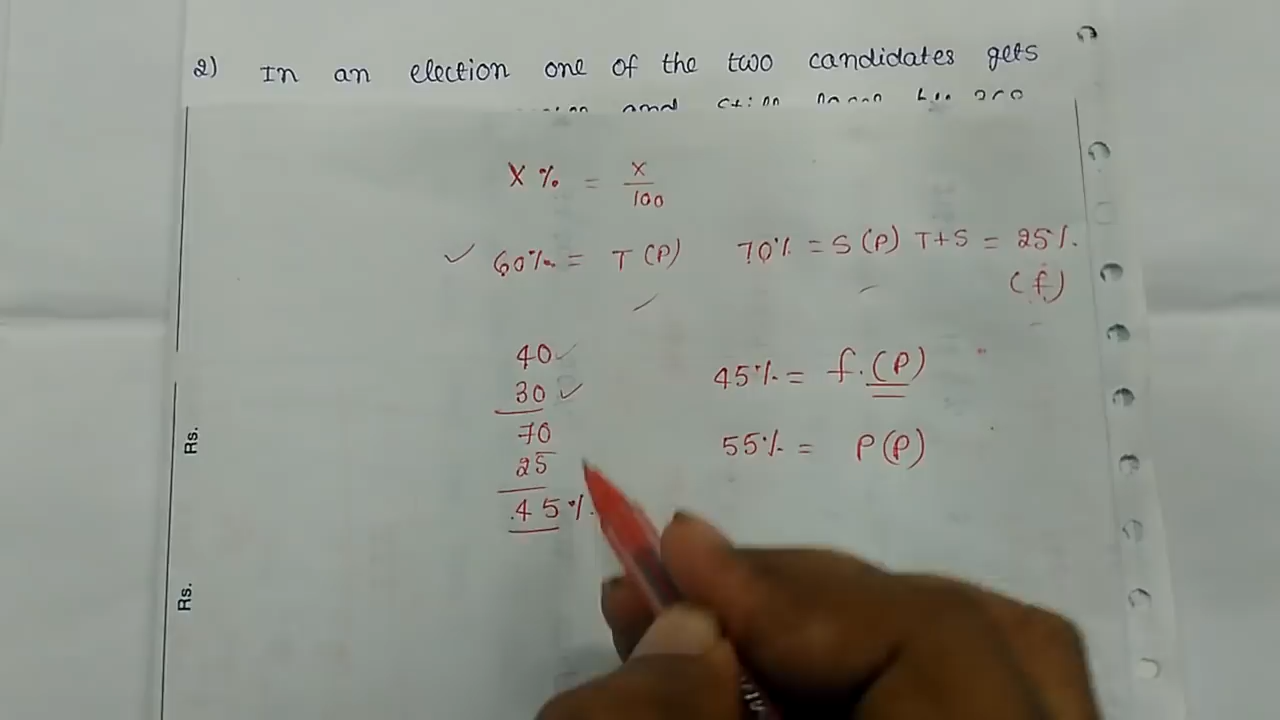 2) In an election one of the two candidates gets
X % = x/100
✓ 60% = T (P) 70% = S (P) T+S = 25%.
(f)
40 ✓
30 ✓
70
25
45%
45% = f. (P)
55% = P(P)
Rs.
Rs.